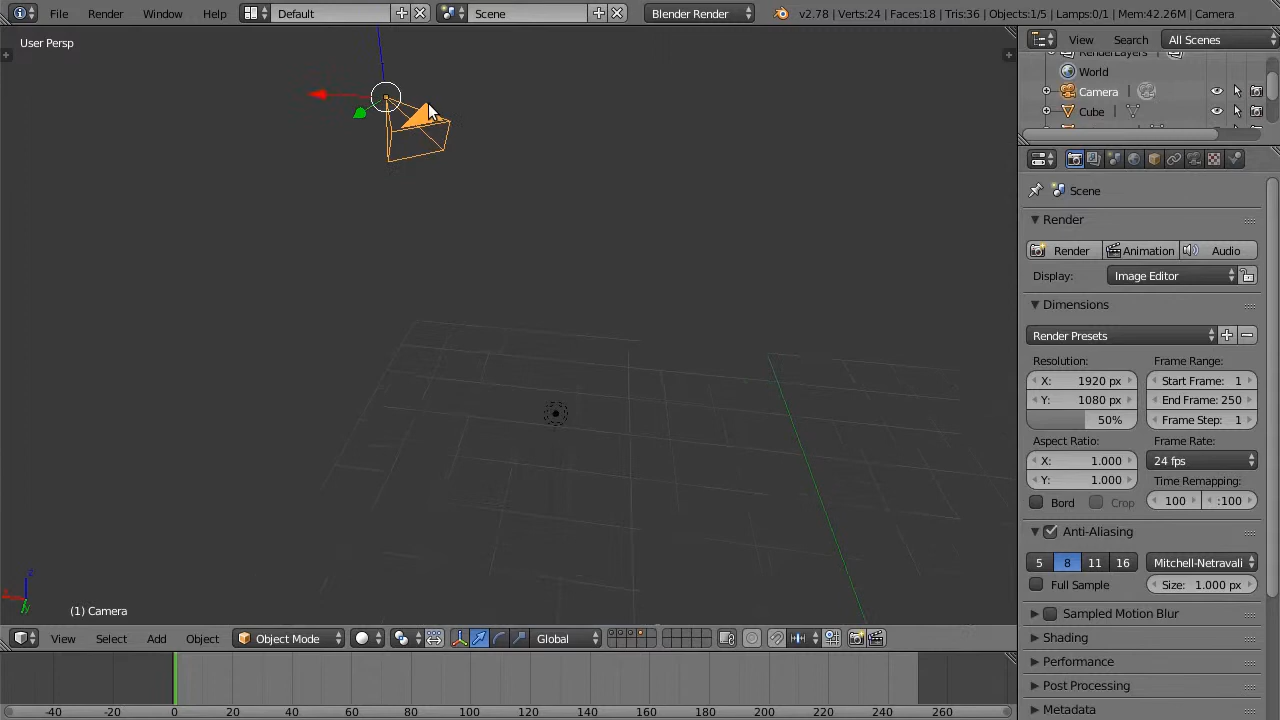 File Render Window Help Default Scene Blender Render v2.78 | Verts:24 | Faces:18 | Tris:36 | Objects:1/5 | Lamps:0/1 | Mem:42.26M | Camera
User Persp
View Search All Scenes
RenderLayers
World
Camera
Cube
Scene
Render
Render Animation Audio
Display: Image Editor
Dimensions
Render Presets
Resolution: Frame Range:
X: 1920 px Start Frame: 1
Y: 1080 px End Frame: 250
50% Frame Step: 1
Aspect Ratio: Frame Rate:
X: 1.000 24 fps
Y: 1.000 Time Remapping:
Bord Crop 100 :100
Anti-Aliasing
5 8 11 16 Mitchell-Netravali
Full Sample Size: 1.000 px
Sampled Motion Blur
Shading
Performance
Post Processing
Metadata
z
(1) Camera
View Select Add Object Object Mode Global
-40 -20 0 20 40 60 80 100 120 140 160 180 200 220 240 260